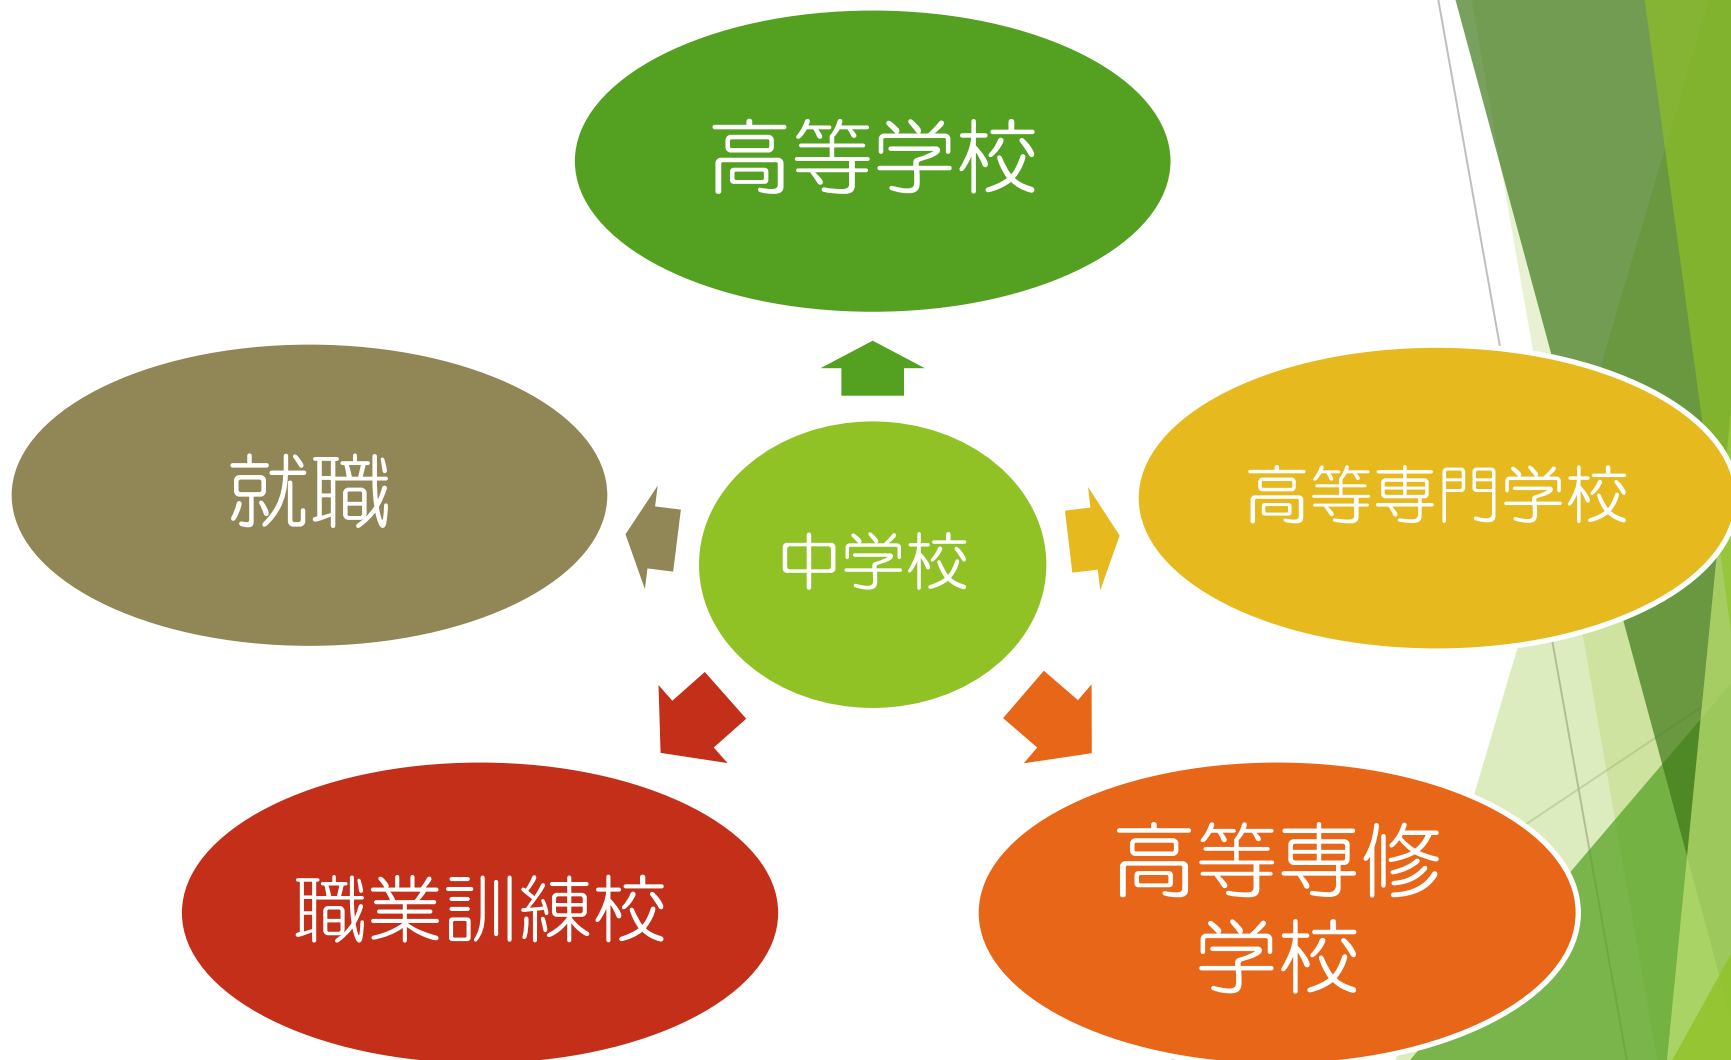 高等学校
就職
中学校
高等専門学校
職業訓練校
高等専修
学校